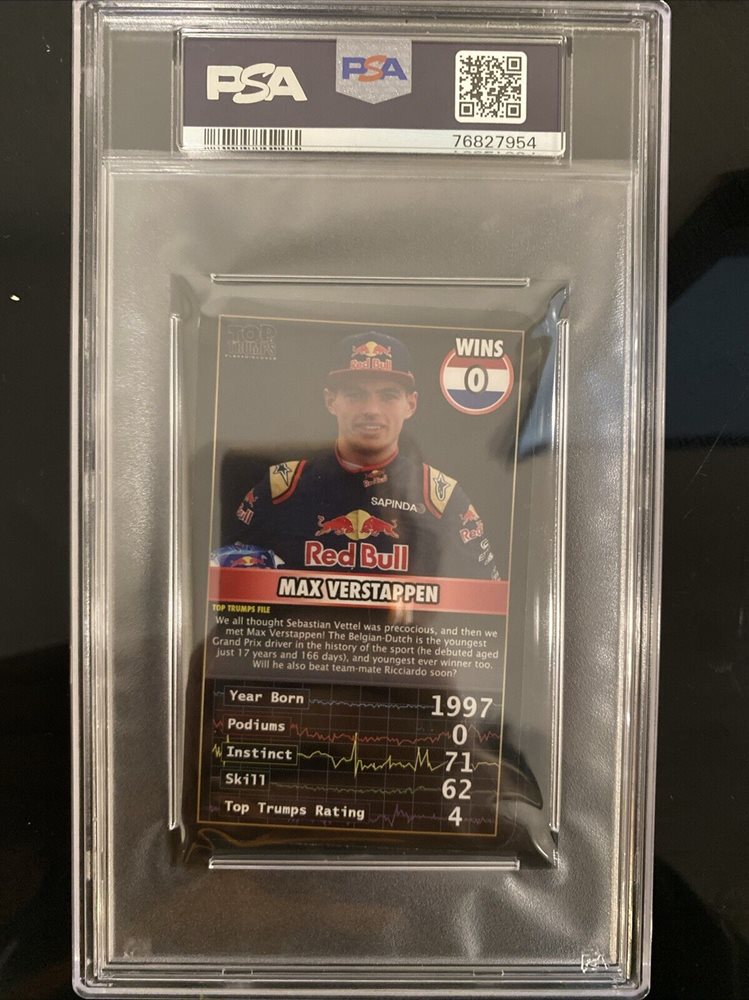 PSA
PSA
76827954
TOP
TRUMPS
WINS
0
Red Bull
SAPINDA
Red Bull
MAX VERSTAPPEN
TOP TRUMPS FILE
We all thought Sebastian Vettel was precocious, and then we
met Max Verstappen! The Belgian-Dutch is the youngest
Grand Prix driver in the history of the sport (he debuted aged
just 17 years and 166 days), and youngest ever winner too.
Will he also beat team-mate Ricciardo soon?
Year Born 1997
Podiums 0
Instinct 71
Skill 62
Top Trumps Rating 4